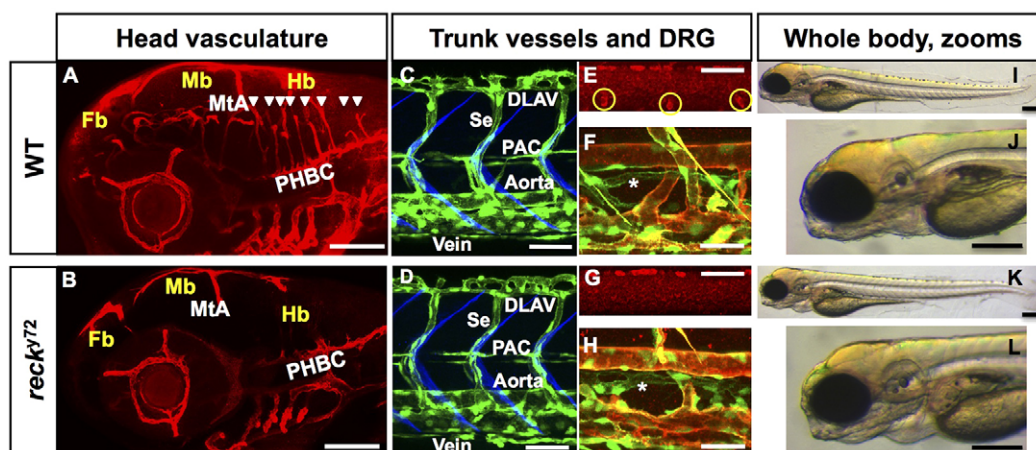 Head vasculature
Trunk vessels and DRG
Whole body, zooms
WT
A
Fb
Mb
MtA
Hb
PHBC
C
DLAV
Se
PAC
Aorta
Vein
E
F
*
I
J
reckʸ⁷²
B
Fb
Mb
MtA
Hb
PHBC
D
DLAV
Se
PAC
Aorta
Vein
G
H
*
K
L